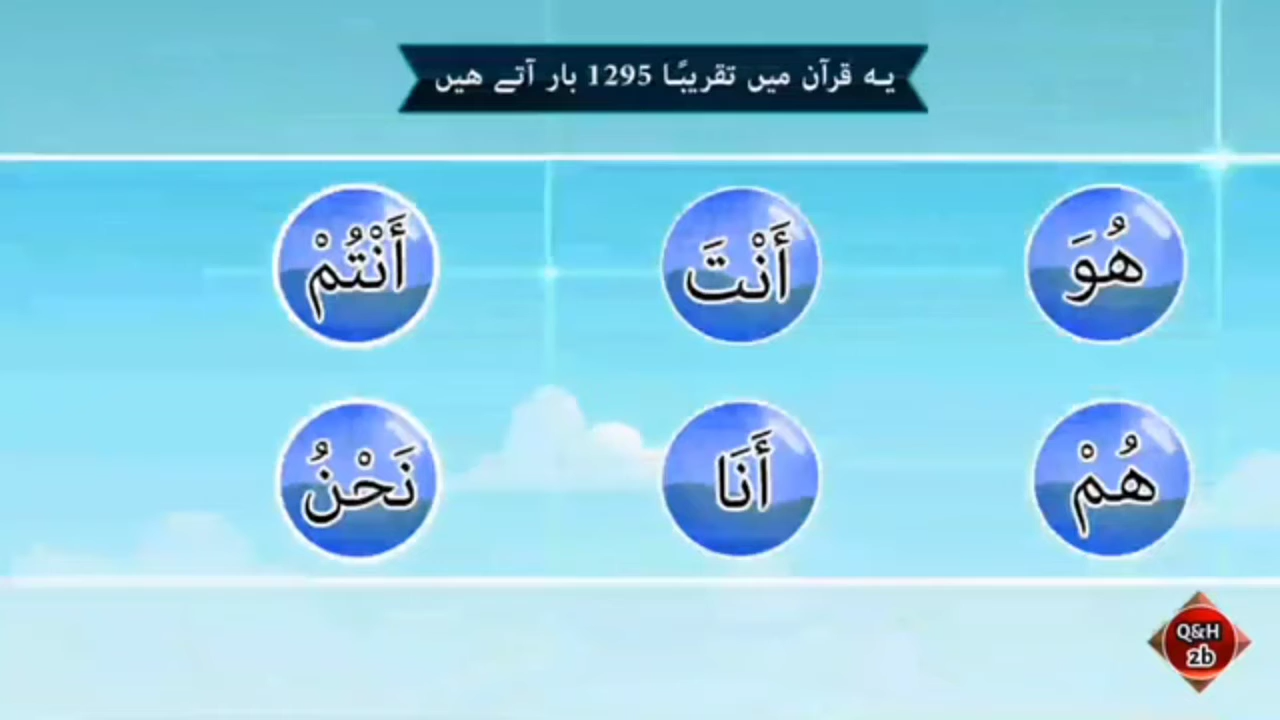 یہ قرآن میں تقریبًا 1295 بار آتے ھیں
هُوَ أَنْتَ أَنْتُمْ
هُمْ أَنَا نَحْنُ
Q&H
2b